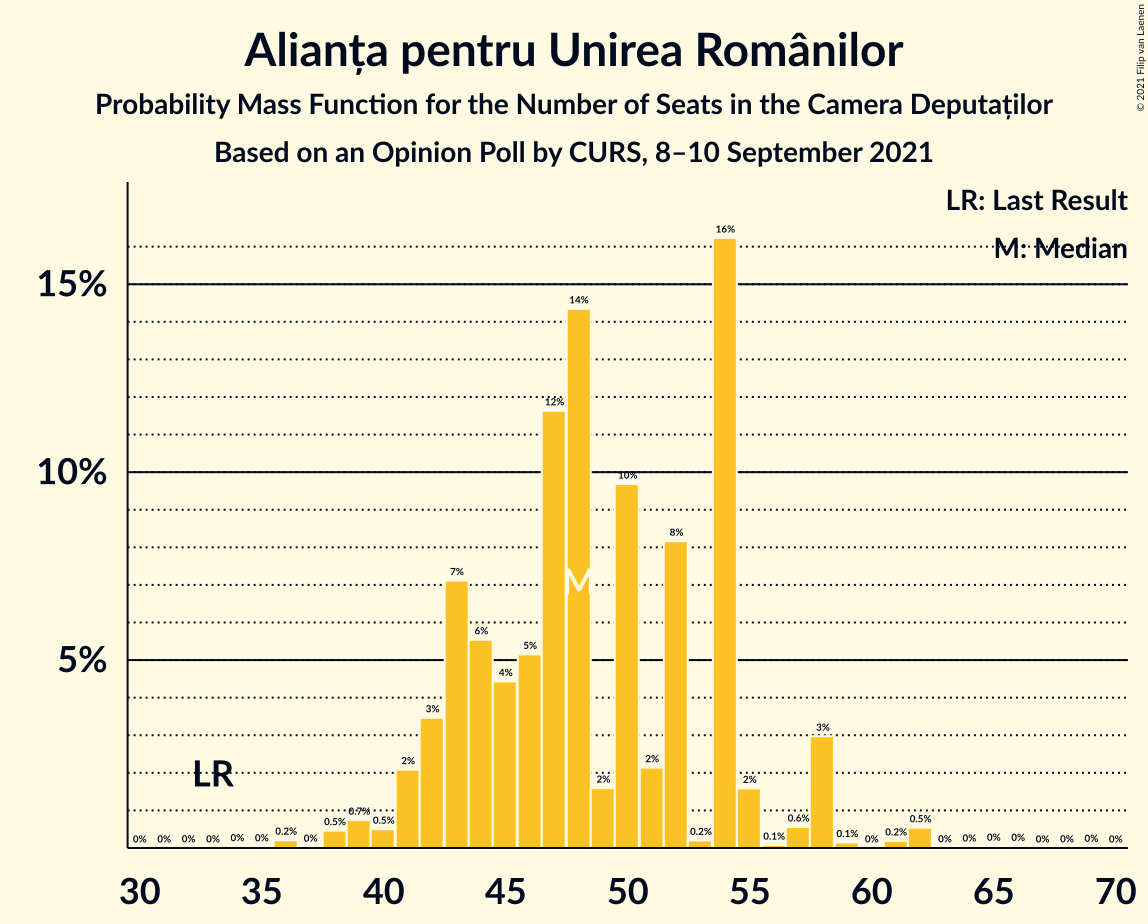 Alianța pentru Unirea Românilor
Probability Mass Function for the Number of Seats in the Camera Deputaților
Based on an Opinion Poll by CURS, 8–10 September 2021
© 2021 Filip van Laenen
LR: Last Result
M: Median
15%
10%
5%
0% 0% 0% 0% 0% 0% 0.2% 0% 0.5% 0.7% 0.5% 2% 3% 7% 6% 4% 5% 12% 14% 2% 10% 2% 8% 0.2% 16% 2% 0.1% 0.6% 3% 0.1% 0% 0.2% 0.5% 0% 0% 0% 0% 0% 0% 0% 0%
M
LR
30 35 40 45 50 55 60 65 70